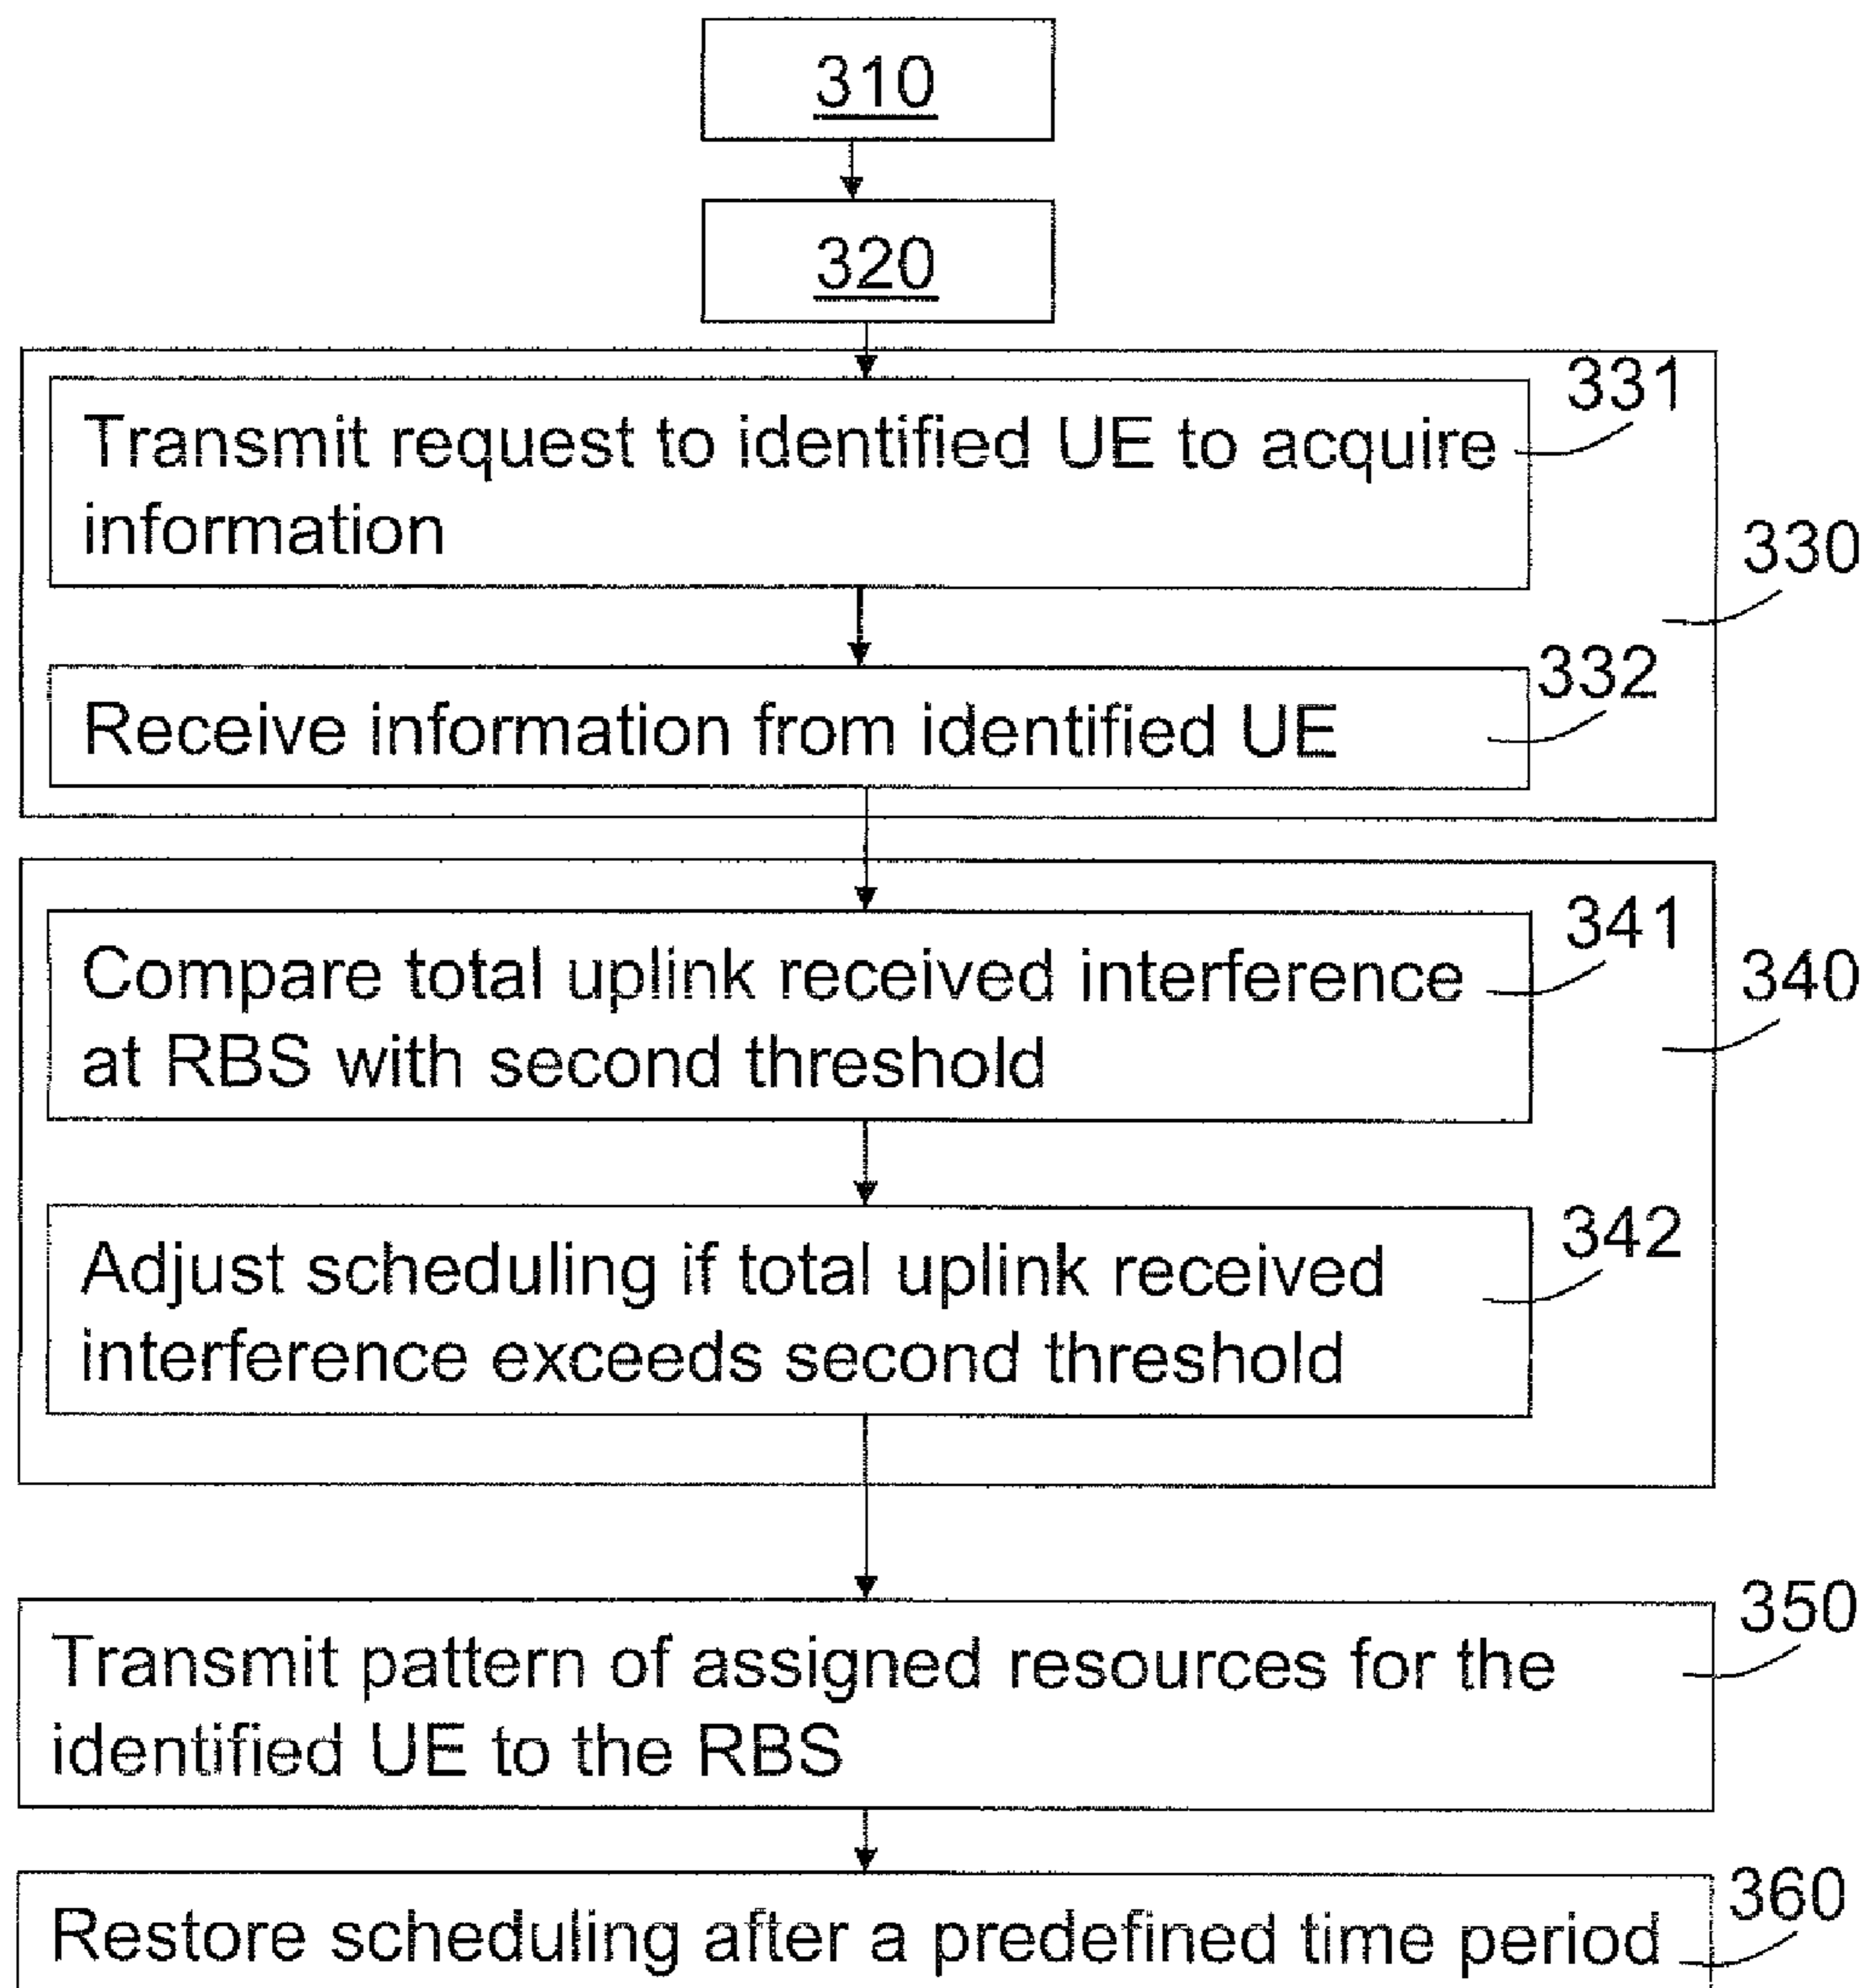 310
320
331
Transmit request to identified UE to acquire
information
330
332
Receive information from identified UE
341
Compare total uplink received interference
at RBS with second threshold
340
342
Adjust scheduling if total uplink received
interference exceeds second threshold
350
Transmit pattern of assigned resources for the
identified UE to the RBS
360
Restore scheduling after a predefined time period